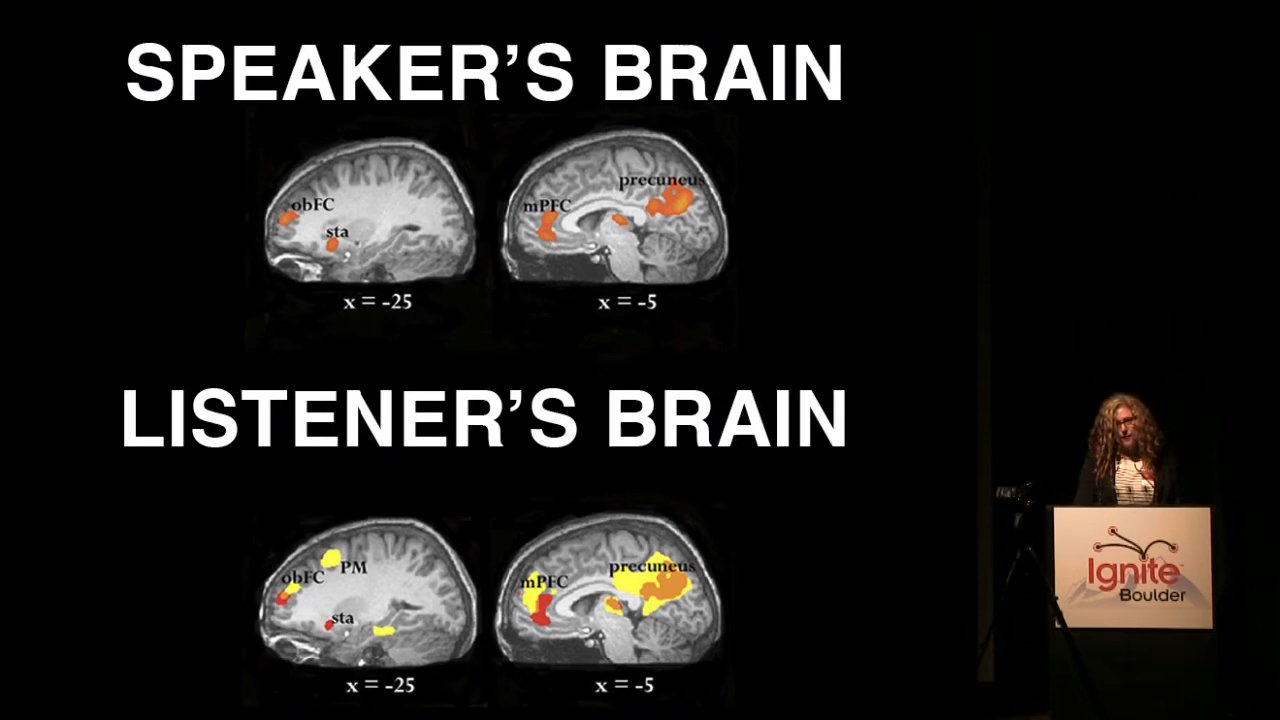 SPEAKER’S BRAIN
obFC
sta
x = -25
mPFC
precuneus
x = -5
LISTENER’S BRAIN
obFC
PM
sta
x = -25
mPFC
precuneus
x = -5
Ignite
Boulder